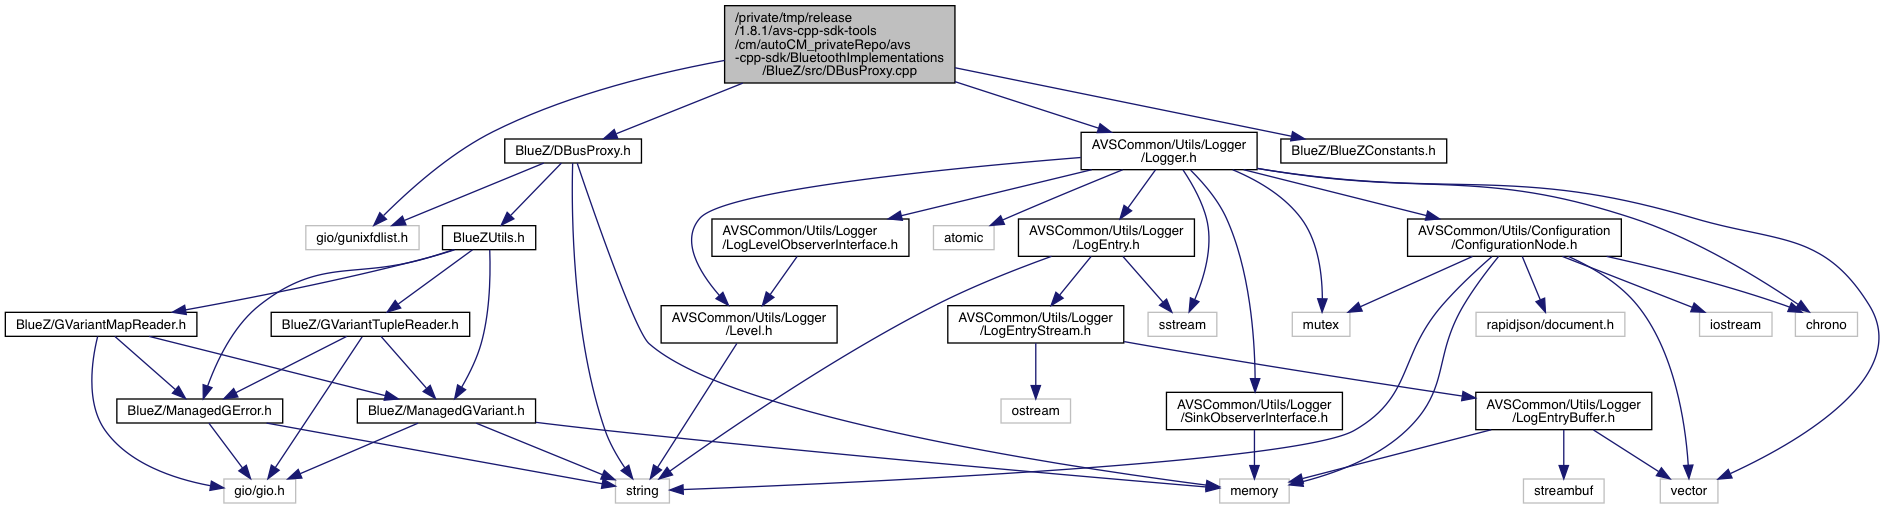 /private/tmp/release
/1.8.1/avs-cpp-sdk-tools
/cm/autoCM_privateRepo/avs
-cpp-sdk/BluetoothImplementations
/BlueZ/src/DBusProxy.cpp
BlueZ/DBusProxy.h
AVSCommon/Utils/Logger
/Logger.h
BlueZ/BlueZConstants.h
gio/gunixfdlist.h
BlueZUtils.h
AVSCommon/Utils/Logger
/LogLevelObserverInterface.h
atomic
AVSCommon/Utils/Logger
/LogEntry.h
AVSCommon/Utils/Configuration
/ConfigurationNode.h
BlueZ/GVariantMapReader.h
BlueZ/GVariantTupleReader.h
AVSCommon/Utils/Logger
/Level.h
AVSCommon/Utils/Logger
/LogEntryStream.h
sstream
mutex
rapidjson/document.h
iostream
chrono
BlueZ/ManagedGError.h
BlueZ/ManagedGVariant.h
ostream
AVSCommon/Utils/Logger
/SinkObserverInterface.h
AVSCommon/Utils/Logger
/LogEntryBuffer.h
gio/gio.h
string
memory
streambuf
vector